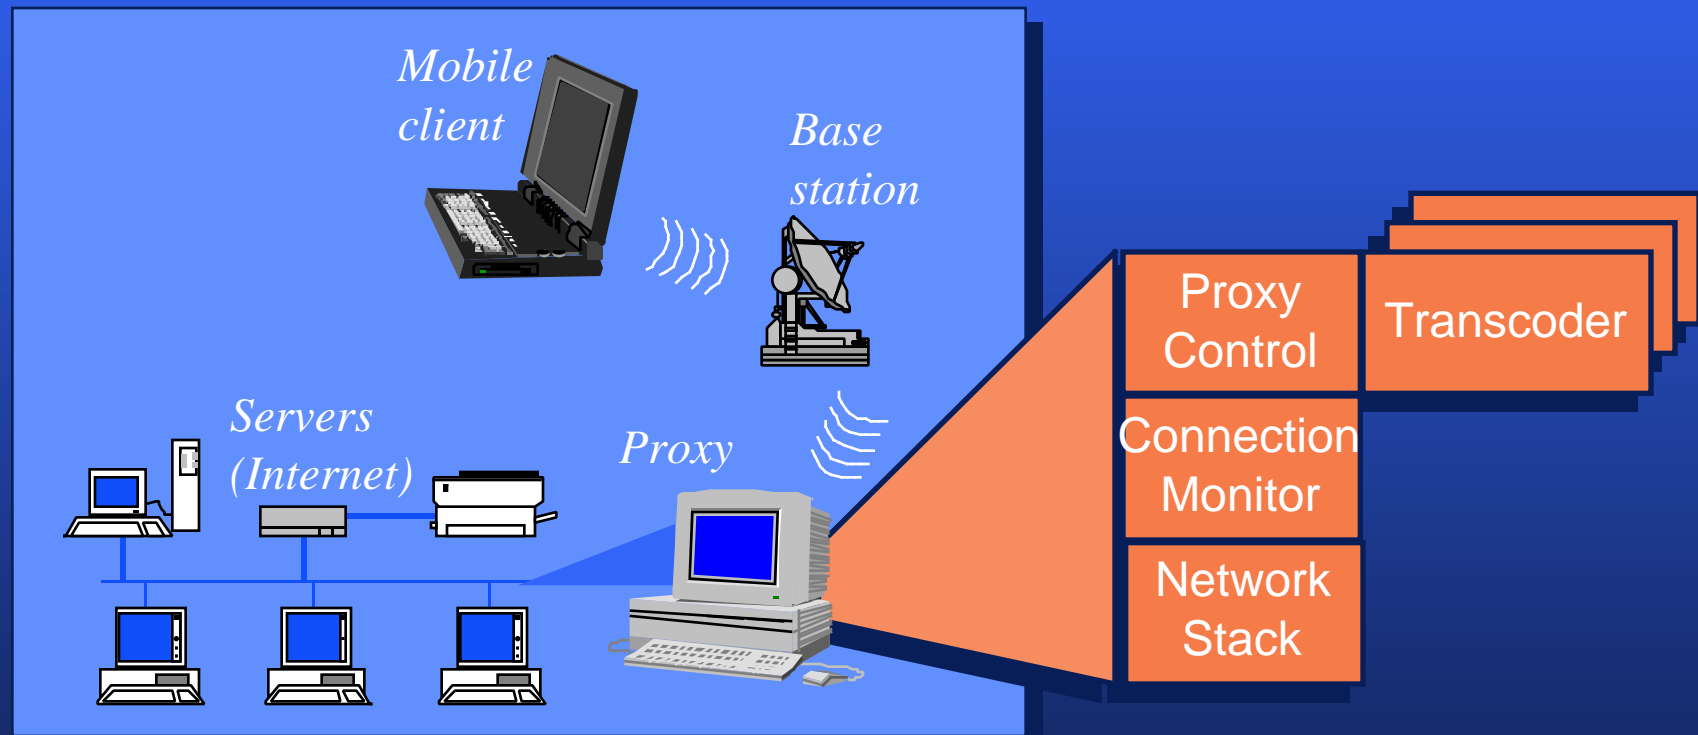 Mobile
client
Base
station
Servers
(Internet)
Proxy
Proxy
Control
Transcoder
Connection
Monitor
Network
Stack